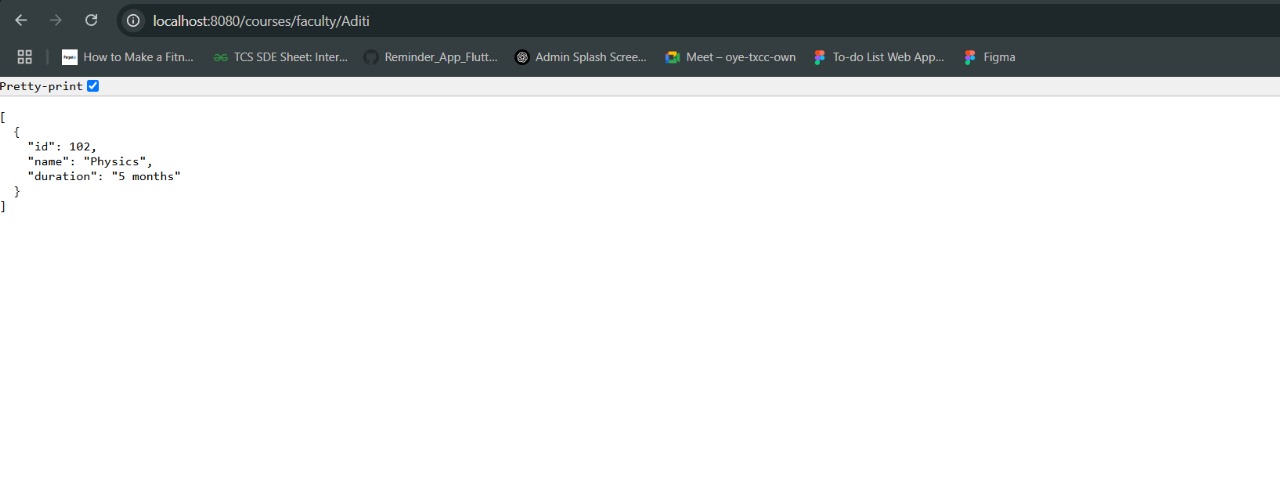 localhost:8080/courses/faculty/Aditi
How to Make a Fitn... TCS SDE Sheet: Inter... Reminder_App_Flutt... Admin Splash Scree... Meet – oye-txcc-own To-do List Web App... Figma
Pretty-print
[
  {
    "id": 102,
    "name": "Physics",
    "duration": "5 months"
  }
]